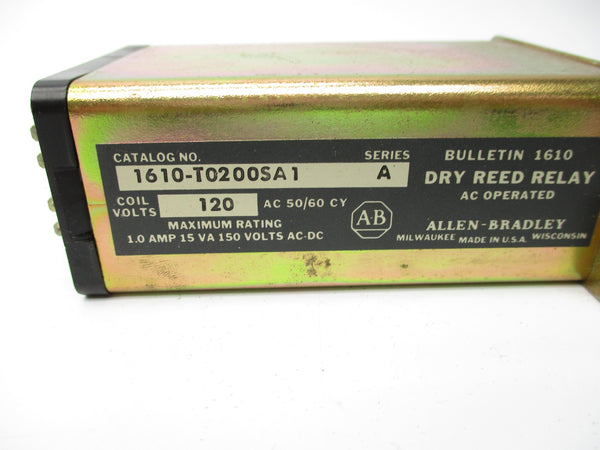 CATALOG NO. SERIES
1610-T0200SA1 A
COIL VOLTS 120 AC 50/60 CY
MAXIMUM RATING
1.0 AMP 15 VA 150 VOLTS AC-DC
A-B
BULLETIN 1610
DRY REED RELAY
AC OPERATED
ALLEN-BRADLEY
MILWAUKEE MADE IN U.S.A. WISCONSIN